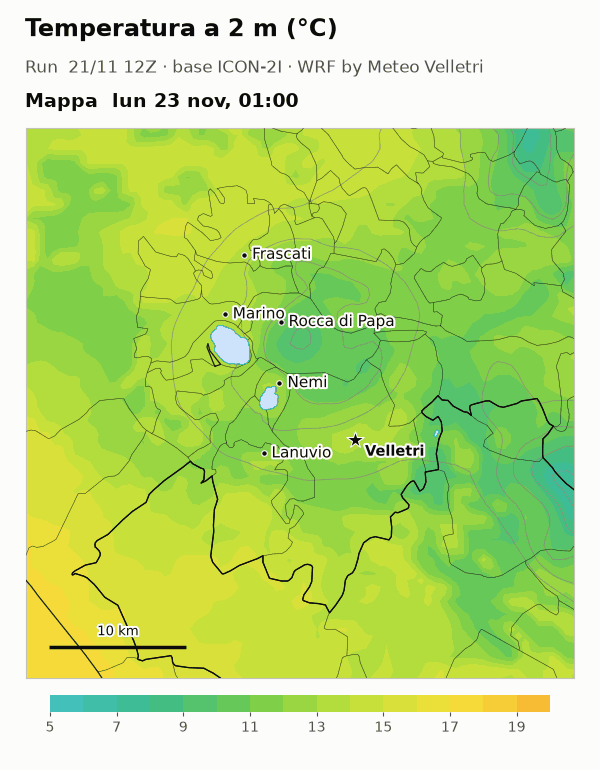 Temperatura a 2 m (°C)
Run  21/11 12Z · base ICON-2I · WRF by Meteo Velletri
Mappa  lun 23 nov, 01:00
Frascati
Marino
Rocca di Papa
Nemi
Velletri
Lanuvio
10 km
5 7 9 11 13 15 17 19